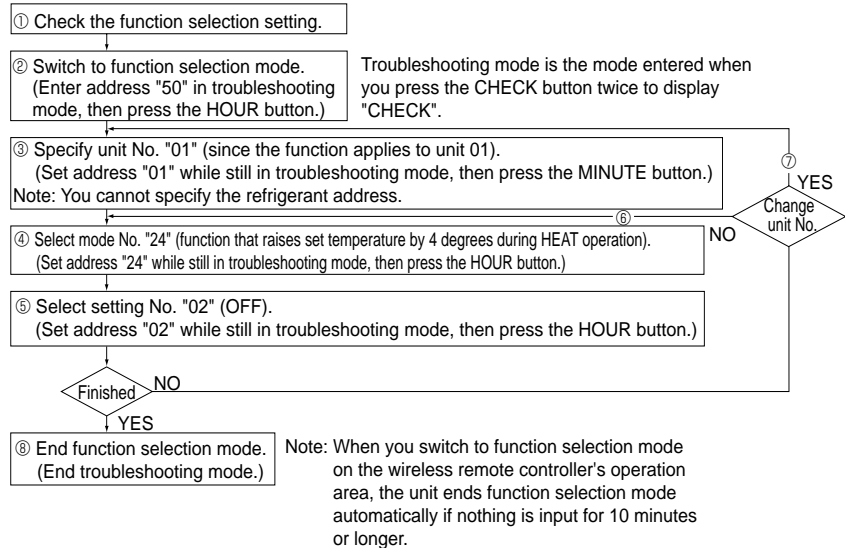 ① Check the function selection setting.
② Switch to function selection mode.
(Enter address "50" in troubleshooting
mode, then press the HOUR button.)
Troubleshooting mode is the mode entered when
you press the CHECK button twice to display
"CHECK".
③ Specify unit No. "01" (since the function applies to unit 01).
(Set address "01" while still in troubleshooting mode, then press the MINUTE button.)
Note: You cannot specify the refrigerant address.
⑦
YES
Change
unit No.
⑥
NO
④ Select mode No. "24" (function that raises set temperature by 4 degrees during HEAT operation).
(Set address "24" while still in troubleshooting mode, then press the HOUR button.)
⑤ Select setting No. "02" (OFF).
(Set address "02" while still in troubleshooting mode, then press the HOUR button.)
Finished
NO
YES
⑧ End function selection mode.
(End troubleshooting mode.)
Note: When you switch to function selection mode
on the wireless remote controller's operation
area, the unit ends function selection mode
automatically if nothing is input for 10 minutes
or longer.